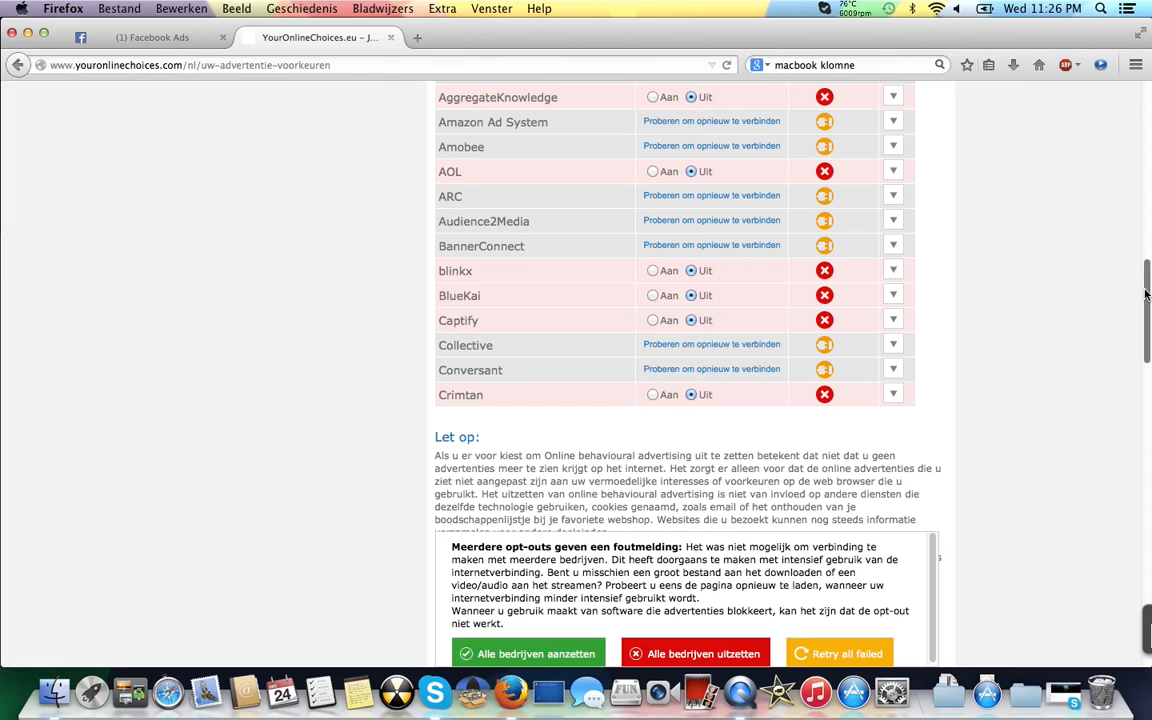 Firefox Bestand Bewerken Beeld Geschiedenis Bladwijzers Extra Venster Help 76°C 6009rpm Wed 11:26 PM
(1) Facebook Ads × YourOnlineChoices.eu – J... × +
www.youronlinechoices.com/nl/uw-advertentie-voorkeuren macbook klomne
AggregateKnowledge Aan Uit
Amazon Ad System Proberen om opnieuw te verbinden
Amobee Proberen om opnieuw te verbinden
AOL Aan Uit
ARC Proberen om opnieuw te verbinden
Audience2Media Proberen om opnieuw te verbinden
BannerConnect Proberen om opnieuw te verbinden
blinkx Aan Uit
BlueKai Aan Uit
Captify Aan Uit
Collective Proberen om opnieuw te verbinden
Conversant Proberen om opnieuw te verbinden
Crimtan Aan Uit
Let op:
Als u er voor kiest om Online behavioural advertising uit te zetten betekent dat niet dat u geen
advertenties meer te zien krijgt op het internet. Het zorgt er alleen voor dat de online advertenties die u
ziet niet aangepast zijn aan uw vermoedelijke interesses of voorkeuren op de web browser die u
gebruikt. Het uitzetten van online behavioural advertising is niet van invloed op andere diensten die
dezelfde technologie gebruiken, cookies genaamd, zoals email of het onthouden van je
boodschappenlijstje bij je favoriete webshop. Websites die u bezoekt kunnen nog steeds informatie
Meerdere opt-outs geven een foutmelding: Het was niet mogelijk om verbinding te
maken met meerdere bedrijven. Dit heeft doorgaans te maken met intensief gebruik van de
internetverbinding. Bent u misschien een groot bestand aan het downloaden of een
video/audio aan het streamen? Probeert u eens de pagina opnieuw te laden, wanneer uw
internetverbinding minder intensief gebruikt wordt.
Wanneer u gebruik maakt van software die advertenties blokkeert, kan het zijn dat de opt-out
niet werkt.
Alle bedrijven aanzetten Alle bedrijven uitzetten Retry all failed
24 FUN